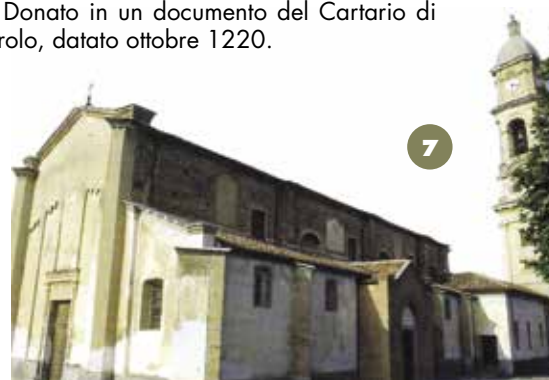 Donato in un documento del Cartario di
rolo, datato ottobre 1220.
7